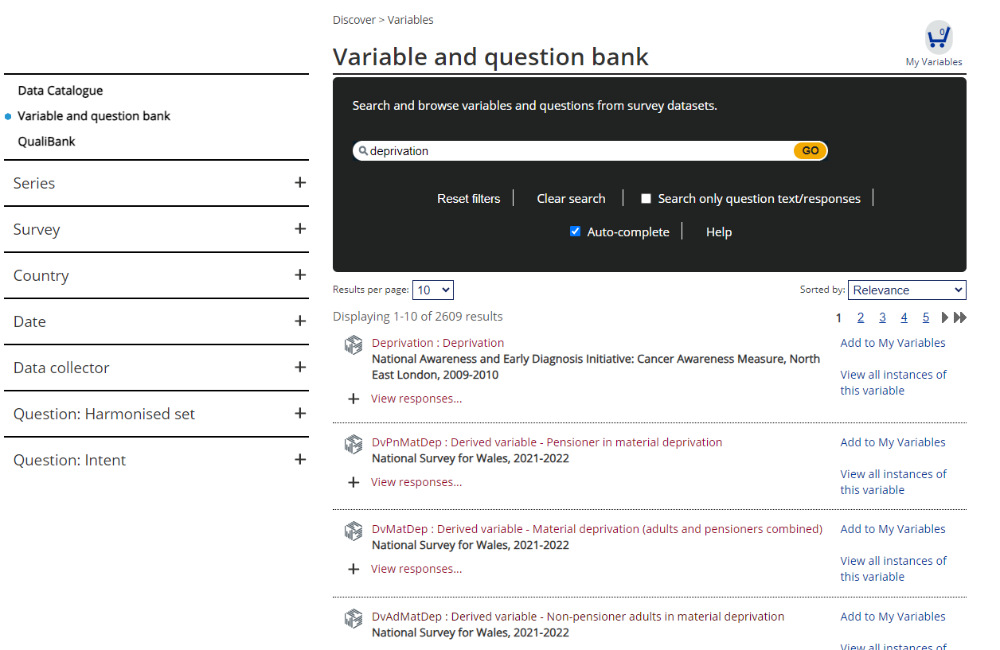 Discover > Variables
Variable and question bank
0
My Variables
Data Catalogue
Variable and question bank
QualiBank
Series
Survey
Country
Date
Data collector
Question: Harmonised set
Question: Intent
Search and browse variables and questions from survey datasets.
deprivation
GO
Reset filters
Clear search
Search only question text/responses
Auto-complete
Help
Results per page: 10
Sorted by: Relevance
Displaying 1-10 of 2609 results
1 2 3 4 5
Deprivation : Deprivation
National Awareness and Early Diagnosis Initiative: Cancer Awareness Measure, North
East London, 2009-2010
View responses...
Add to My Variables
View all instances of
this variable
DvPnMatDep : Derived variable - Pensioner in material deprivation
National Survey for Wales, 2021-2022
View responses...
Add to My Variables
View all instances of
this variable
DvMatDep : Derived variable - Material deprivation (adults and pensioners combined)
National Survey for Wales, 2021-2022
View responses...
Add to My Variables
View all instances of
this variable
DvAdMatDep : Derived variable - Non-pensioner adults in material deprivation
National Survey for Wales, 2021-2022
Add to My Variables
View all instances of